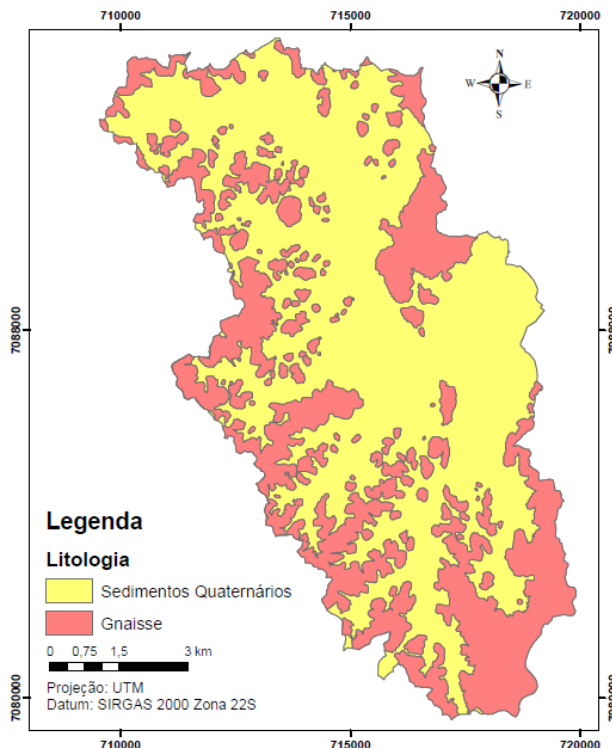 710000 715000 720000
N
W E
S
7088000 7088000
Legenda
Litologia
Sedimentos Quaternários
Gnaisse
0 0,75 1,5 3 km
Projeção: UTM
Datum: SIRGAS 2000 Zona 22S
7080000 7080000
710000 715000 720000